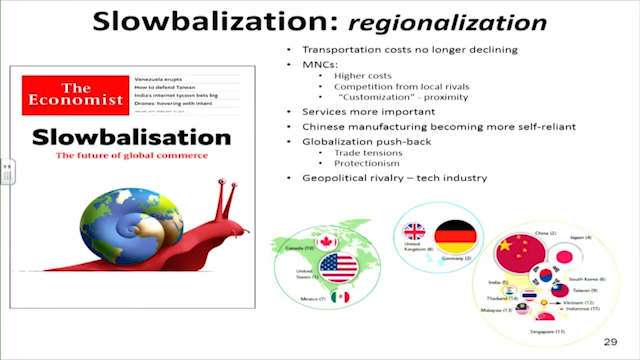 Slowbalization: regionalization
• Transportation costs no longer declining
• MNCs:
• Higher costs
• Competition from local rivals
• "Customization" - proximity
• Services more important
• Chinese manufacturing becoming more self-reliant
• Globalization push-back
• Trade tensions
• Protectionism
• Geopolitical rivalry – tech industry
The
Economist
Venezuela erupts
How to defend Taiwan
India's internet tycoon bets big
Drones: hovering with intent
Slowbalisation
The future of global commerce
Canada (10)
United
States (1)
Mexico (7)
United
Kingdom (8)
Germany (3)
China (2)
Japan (4)
South Korea (6)
India (5)
Taiwan (9)
Thailand (14)
Vietnam (12)
Malaysia (13)
Indonesia (15)
Singapore (11)
29